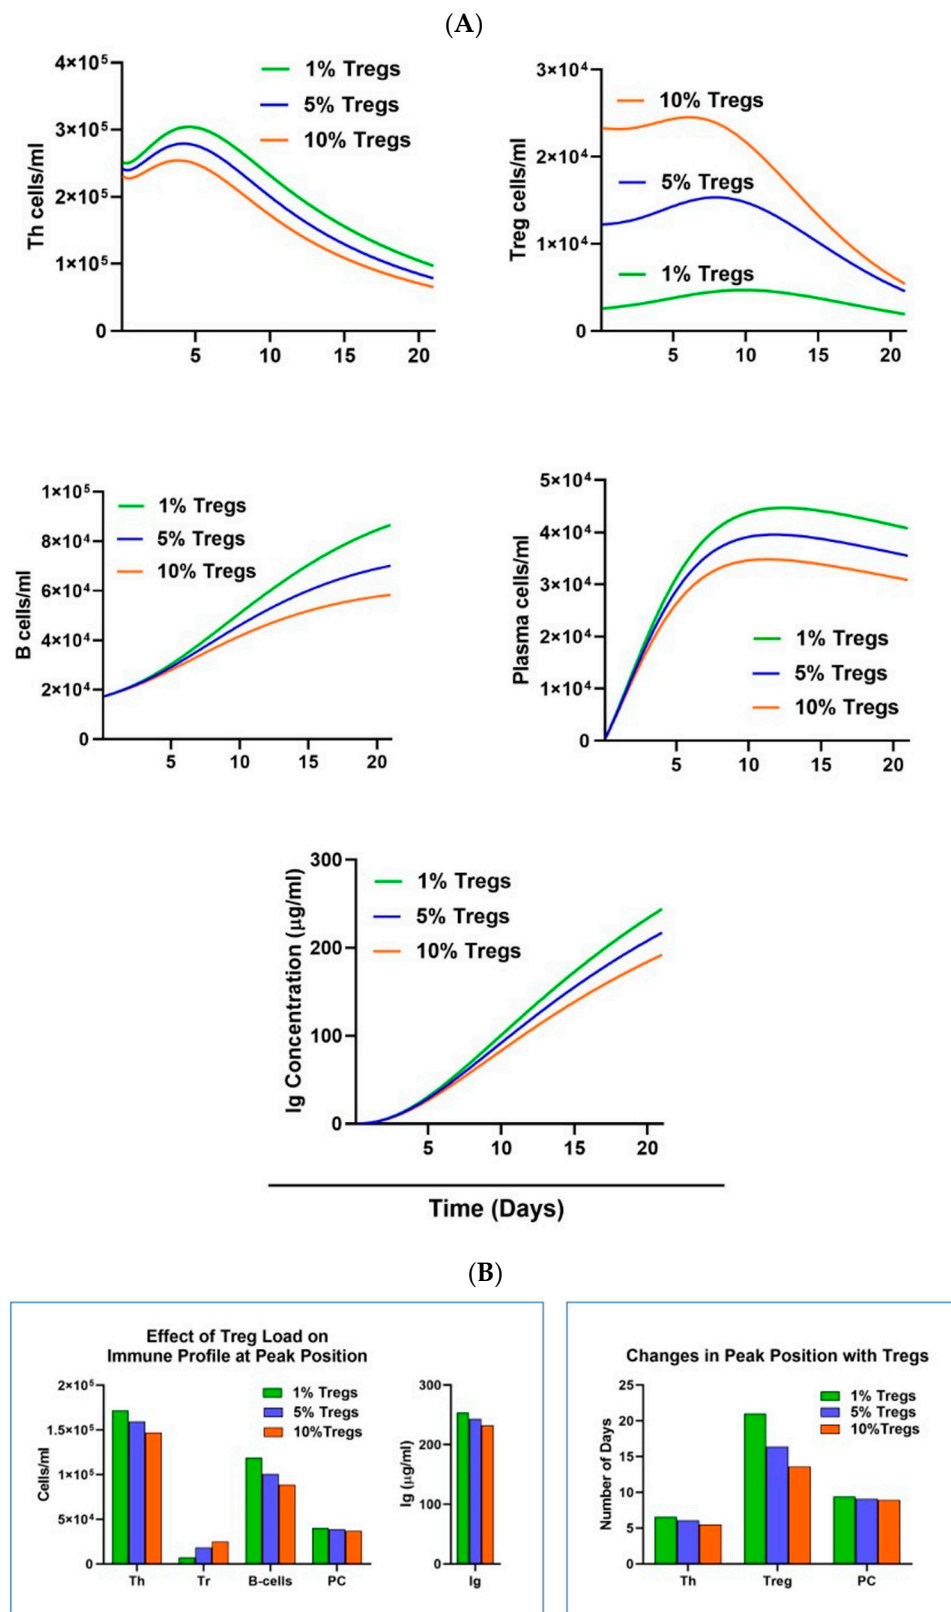 (A)
Th cells/ml
4×10⁵
3×10⁵
2×10⁵
1×10⁵
0
5 10 15 20
1% Tregs
5% Tregs
10% Tregs
Treg cells/ml
3×10⁴
2×10⁴
1×10⁴
0
5 10 15 20
10% Tregs
5% Tregs
1% Tregs
B cells/ml
1×10⁵
8×10⁴
6×10⁴
4×10⁴
2×10⁴
0
5 10 15 20
1% Tregs
5% Tregs
10% Tregs
Plasma cells/ml
5×10⁴
4×10⁴
3×10⁴
2×10⁴
1×10⁴
0
5 10 15 20
1% Tregs
5% Tregs
10% Tregs
Ig Concentration (µg/ml)
300
200
100
0
5 10 15 20
1% Tregs
5% Tregs
10% Tregs
Time (Days)
(B)
Effect of Treg Load on
Immune Profile at Peak Position
Cells/ml
2×10⁵
1.5×10⁵
1×10⁵
5×10⁴
0
Th Tr B-cells PC
1% Tregs
5% Tregs
10%Tregs
Ig (µg/ml)
300
200
100
0
Ig
Changes in Peak Position with Tregs
Number of Days
25
20
15
10
5
0
Th Treg PC
1% Tregs
5% Tregs
10%Tregs